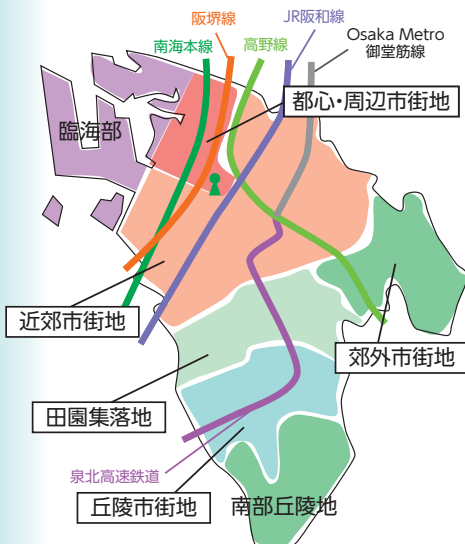 阪堺線
JR阪和線
南海本線
高野線
Osaka Metro
御堂筋線
都心・周辺市街地
臨海部
近郊市街地
郊外市街地
田園集落地
泉北高速鉄道
丘陵市街地
南部丘陵地